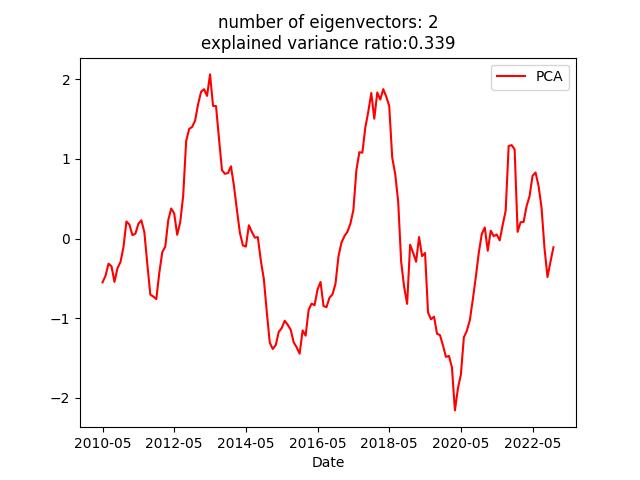 number of eigenvectors: 2
explained variance ratio:0.339
PCA
2
1
0
−1
−2
2010-05 2012-05 2014-05 2016-05 2018-05 2020-05 2022-05
Date